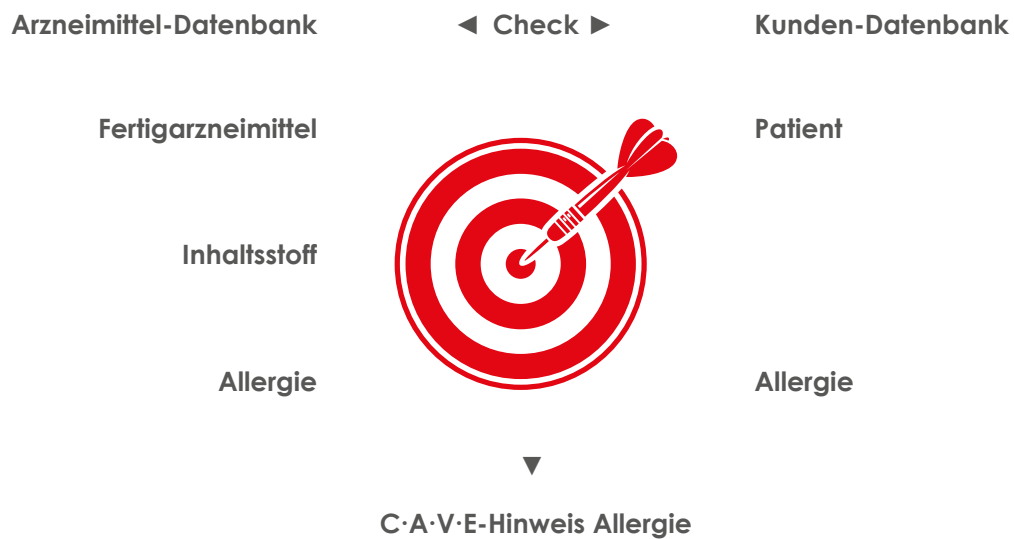 Arzneimittel-Datenbank ◄ Check ► Kunden-Datenbank
Fertigarzneimittel Patient
Inhaltsstoff
Allergie Allergie
▼
C·A·V·E-Hinweis Allergie